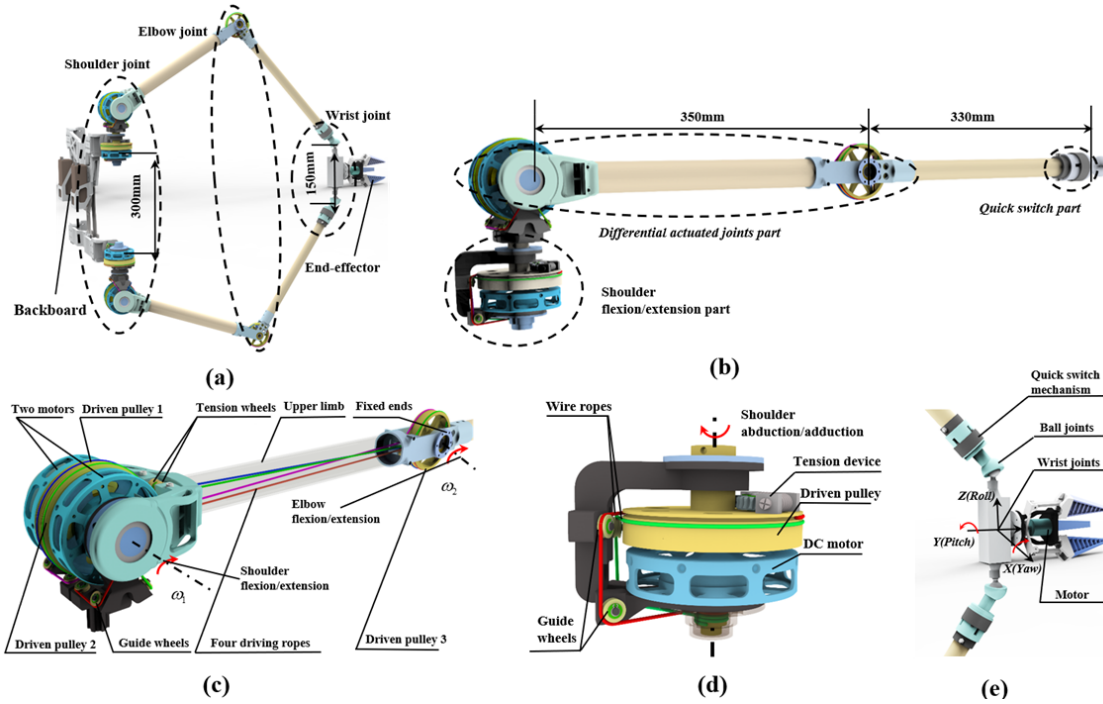 Elbow joint
Shoulder joint
Wrist joint
300mm
150mm
End-effector
Backboard
(a)
350mm
330mm
Differential actuated joints part
Quick switch part
Shoulder
flexion/extension part
(b)
Two motors
Driven pulley 1
Tension wheels
Upper limb
Fixed ends
Elbow
flexion/extension
ω2
Shoulder
flexion/extension
ω1
Driven pulley 2
Guide wheels
Four driving ropes
Driven pulley 3
(c)
Wire ropes
Shoulder
abduction/adduction
Tension device
Driven pulley
DC motor
Guide
wheels
(d)
Quick switch
mechanism
Ball joints
Wrist joints
Z(Roll)
Y(Pitch)
X(Yaw)
Motor
(e)